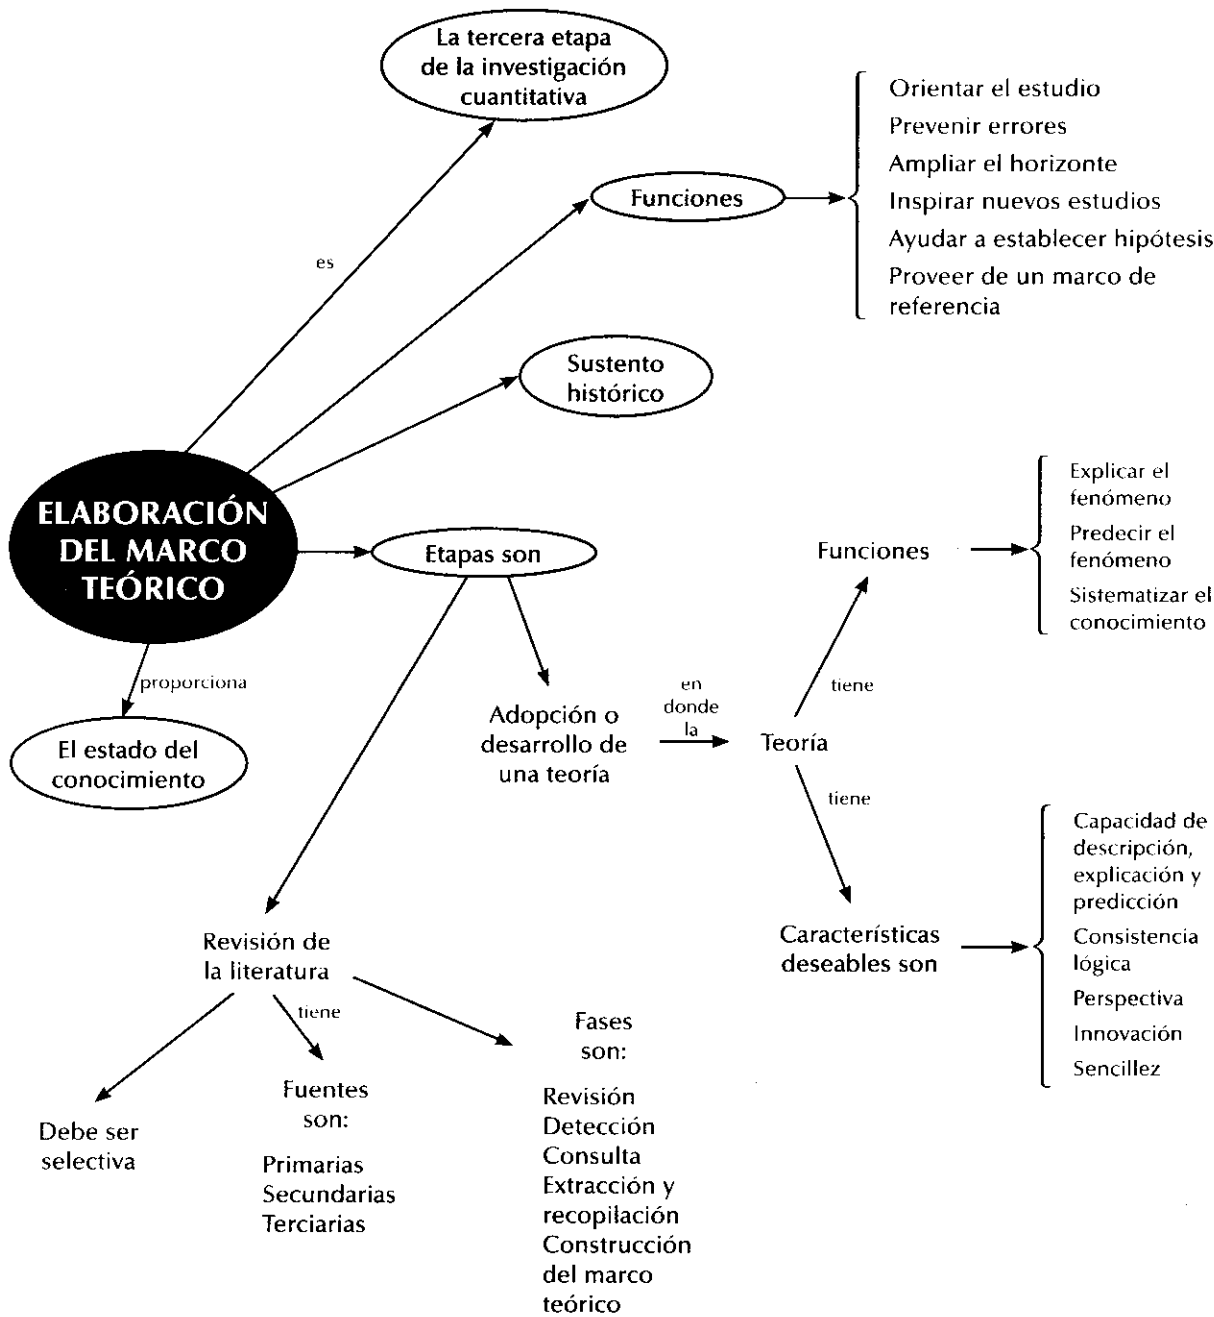 La tercera etapa
de la investigación
cuantitativa
Orientar el estudio
Prevenir errores
Ampliar el horizonte
Funciones
Inspirar nuevos estudios
Ayudar a establecer hipótesis
Proveer de un marco de
referencia
es
Sustento
histórico
ELABORACIÓN
DEL MARCO
TEÓRICO
Etapas son
Funciones
Explicar el
fenómeno
Predecir el
fenómeno
Sistematizar el
conocimiento
proporciona
El estado del
conocimiento
Adopción o
desarrollo de
una teoría
en
donde
la
Teoría
tiene
tiene
Características
deseables son
Capacidad de
descripción,
explicación y
predicción
Consistencia
lógica
Perspectiva
Innovación
Sencillez
Revisión de
la literatura
tiene
Debe ser
selectiva
Fuentes
son:
Primarias
Secundarias
Terciarias
Fases
son:
Revisión
Detección
Consulta
Extracción y
recopilación
Construcción
del marco
teórico